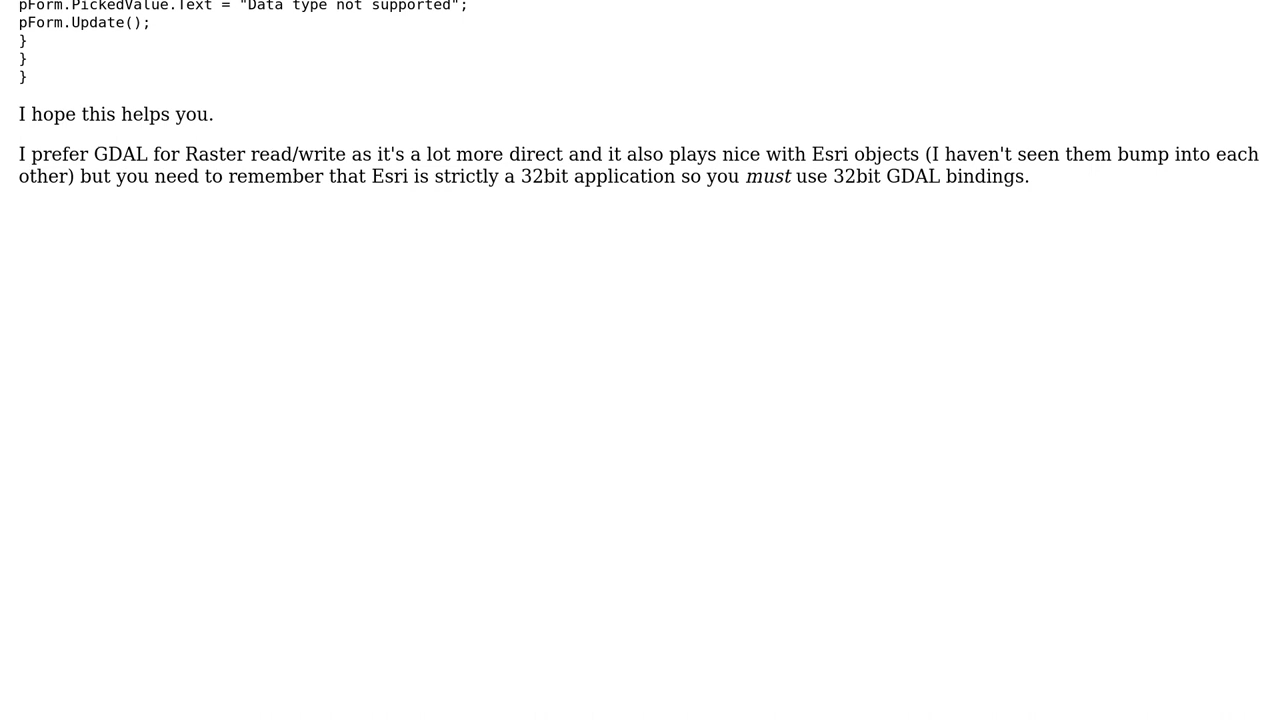 pForm.PickedValue.Text = "Data type not supported";
pForm.Update();
}
}
}
I hope this helps you.
I prefer GDAL for Raster read/write as it's a lot more direct and it also plays nice with Esri objects (I haven't seen them bump into each
other) but you need to remember that Esri is strictly a 32bit application so you must use 32bit GDAL bindings.